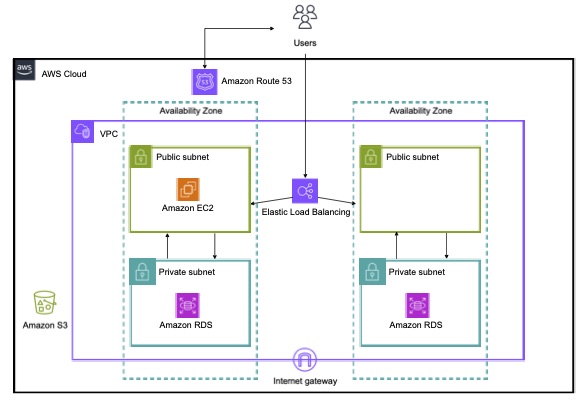 Users
aws
AWS Cloud
53
Amazon Route 53
Availability Zone
Availability Zone
VPC
Public subnet
Public subnet
Amazon EC2
Elastic Load Balancing
Private subnet
Private subnet
Amazon S3
Amazon RDS
Amazon RDS
Internet gateway